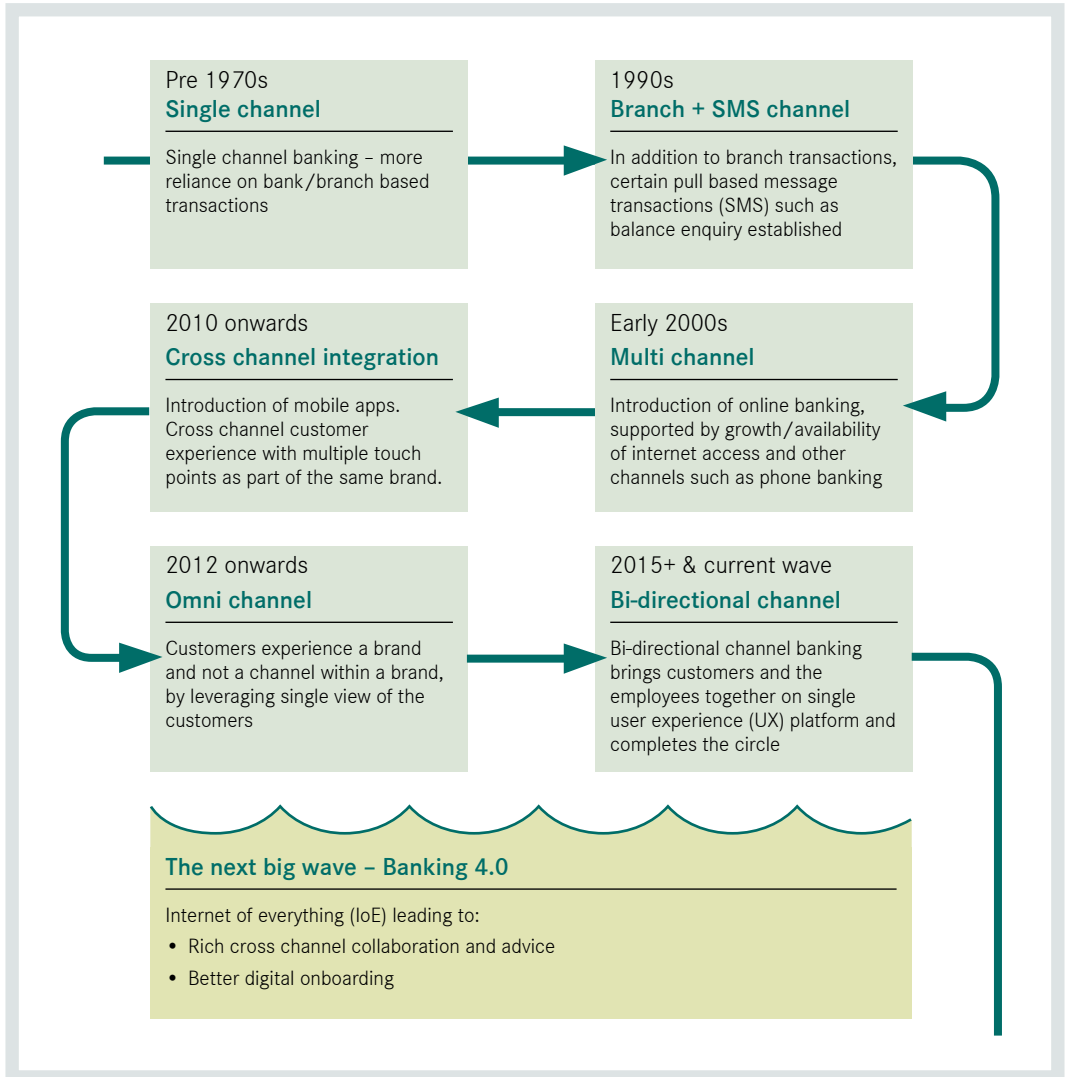 Pre 1970s
Single channel
Single channel banking – more
reliance on bank/branch based
transactions
1990s
Branch + SMS channel
In addition to branch transactions,
certain pull based message
transactions (SMS) such as
balance enquiry established
Early 2000s
Multi channel
Introduction of online banking,
supported by growth/availability
of internet access and other
channels such as phone banking
2010 onwards
Cross channel integration
Introduction of mobile apps.
Cross channel customer
experience with multiple touch
points as part of the same brand.
2012 onwards
Omni channel
Customers experience a brand
and not a channel within a brand,
by leveraging single view of the
customers
2015+ & current wave
Bi-directional channel
Bi-directional channel banking
brings customers and the
employees together on single
user experience (UX) platform and
completes the circle
The next big wave – Banking 4.0
Internet of everything (IoE) leading to:
• Rich cross channel collaboration and advice
• Better digital onboarding